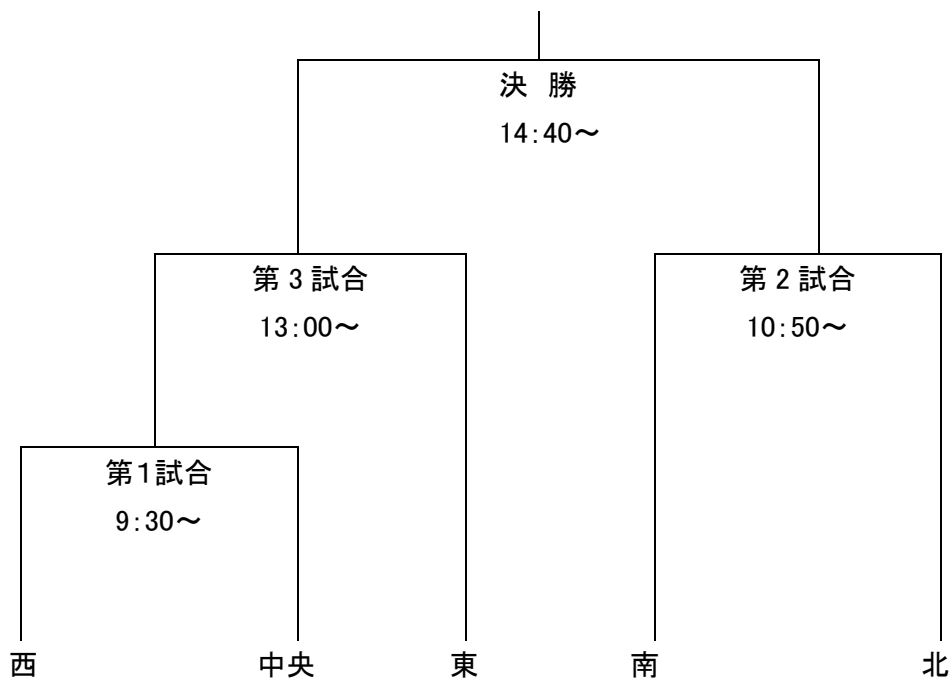 決 勝
14:40～
第 3 試合
13:00～
第 2 試合
10:50～
第1試合
9:30～
西
中央
東
南
北